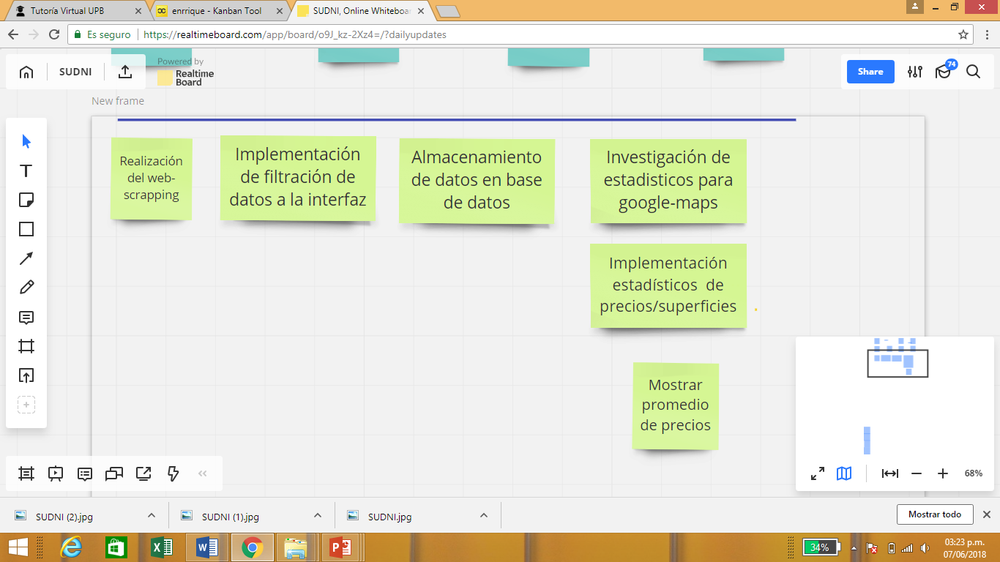 Tutoría Virtual UPB
enrrique - Kanban Tool
SUDNI, Online Whiteboar
Es seguro
https://realtimeboard.com/app/board/o9J_kz-2Xz4=/?dailyupdates
SUDNI
Powered by
Realtime
Board
Share
74
New frame
Realización
del web-
scrapping
Implementación
de filtración de
datos a la interfaz
Almacenamiento
de datos en base
de datos
Investigación de
estadisticos para
google-maps
Implementación
estadísticos de
precios/superficies
Mostrar
promedio
de precios
68%
SUDNI (2).jpg
SUDNI (1).jpg
SUDNI.jpg
Mostrar todo
34%
03:23 p.m.
07/06/2018